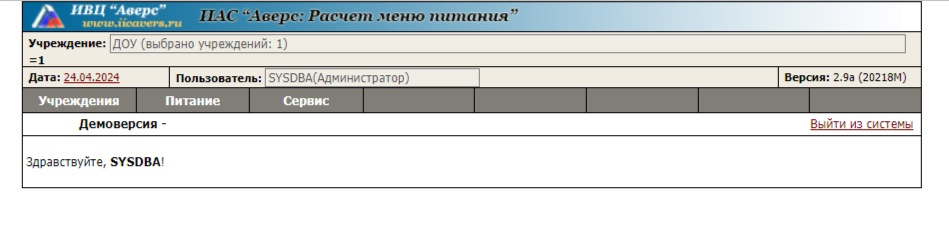 ИВЦ “Аверс”
www.iicavers.ru
ИАС “Аверс: Расчет меню питания”
Учреждение: ДОУ (выбрано учреждений: 1)
=1
Дата: 24.04.2024 Пользователь: SYSDBA(Администратор) Версия: 2.9a (20218M)
Учреждения Питание Сервис
Демоверсия - Выйти из системы
Здравствуйте, SYSDBA!